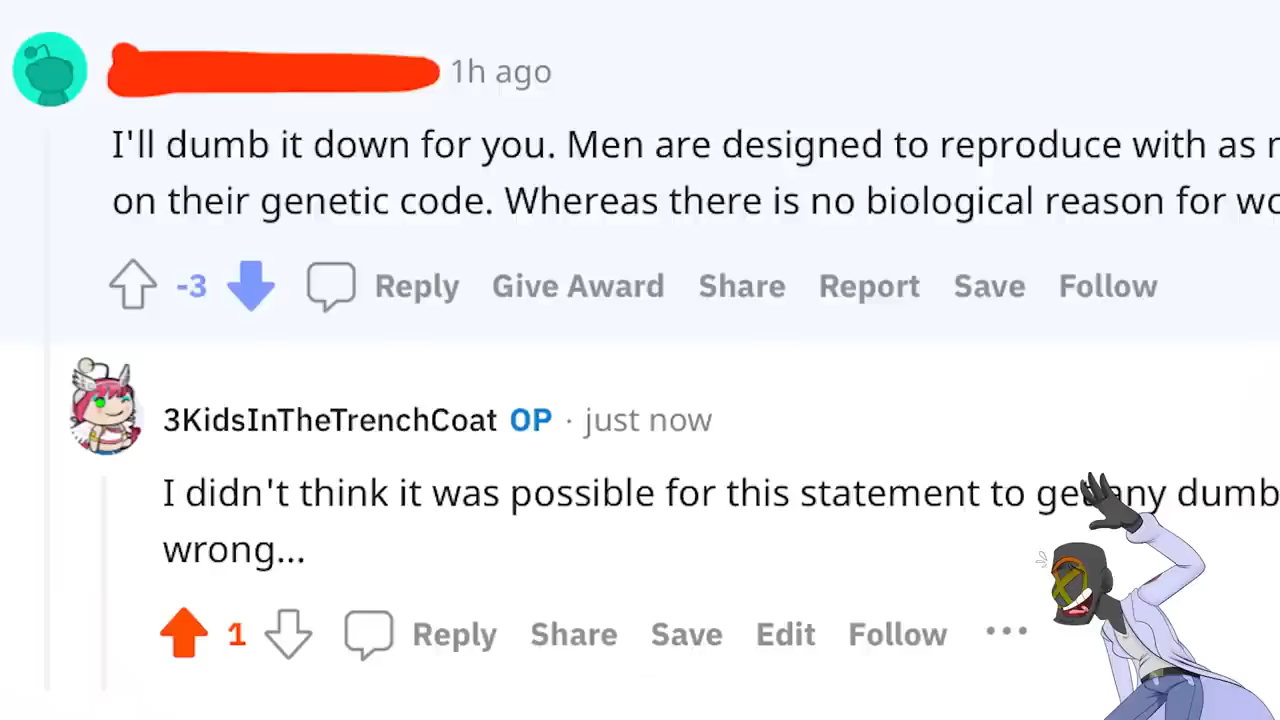 1h ago
I'll dumb it down for you. Men are designed to reproduce with as
on their genetic code. Whereas there is no biological reason for
-3 Reply Give Award Share Report Save Follow
3KidsInTheTrenchCoat OP · just now
I didn't think it was possible for this statement to get any dumb
wrong...
1 Reply Share Save Edit Follow ...